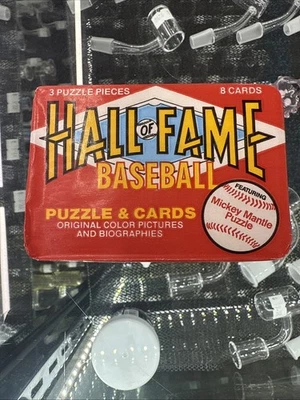 3 PUZZLE PIECES 8 CARDS
HALL OF FAME
BASEBALL
PUZZLE & CARDS
ORIGINAL COLOR PICTURES
AND BIOGRAPHIES
FEATURING
Mickey Mantle
Puzzle